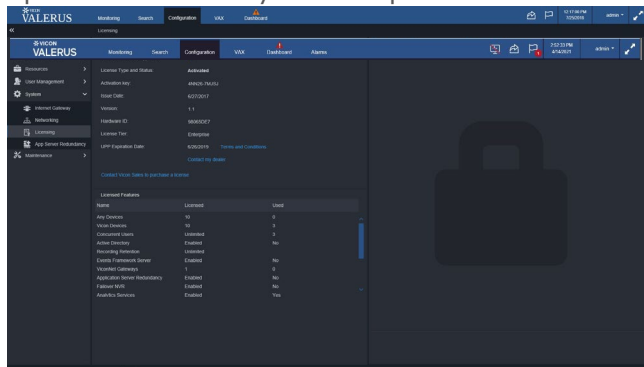 VICON
VALERUS
Monitoring Search Configuration VAX Dashboard
12:17:08 PM
7/25/2018
admin
Licensing
VICON
VALERUS
Monitoring Search Configuration VAX Dashboard Alarms
2:52:33 PM
4/14/2021
admin
Resources
User Management
System
Internet Gateway
Networking
Licensing
App Server Redundancy
Maintenance
License Type and Status: Activated
Activation key:
Issue Date: 6/27/2017
Version: 1.1
Hardware ID:
License Tier: Enterprise
UPP Expiration Date: 6/26/2019 Terms and Conditions
Contact my dealer
Contact Vicon Sales to purchase a license
Licensed Features
Name Licensed Used
Any Devices 10 0
Vicon Devices 10 3
Concurrent Users Unlimited 3
Active Directory Enabled No
Recording Retention Unlimited
Events Framework Server Enabled No
ViconNet Gateways 1 0
Application Server Redundancy Enabled No
Failover NVR Enabled No
Analytics Services Enabled Yes